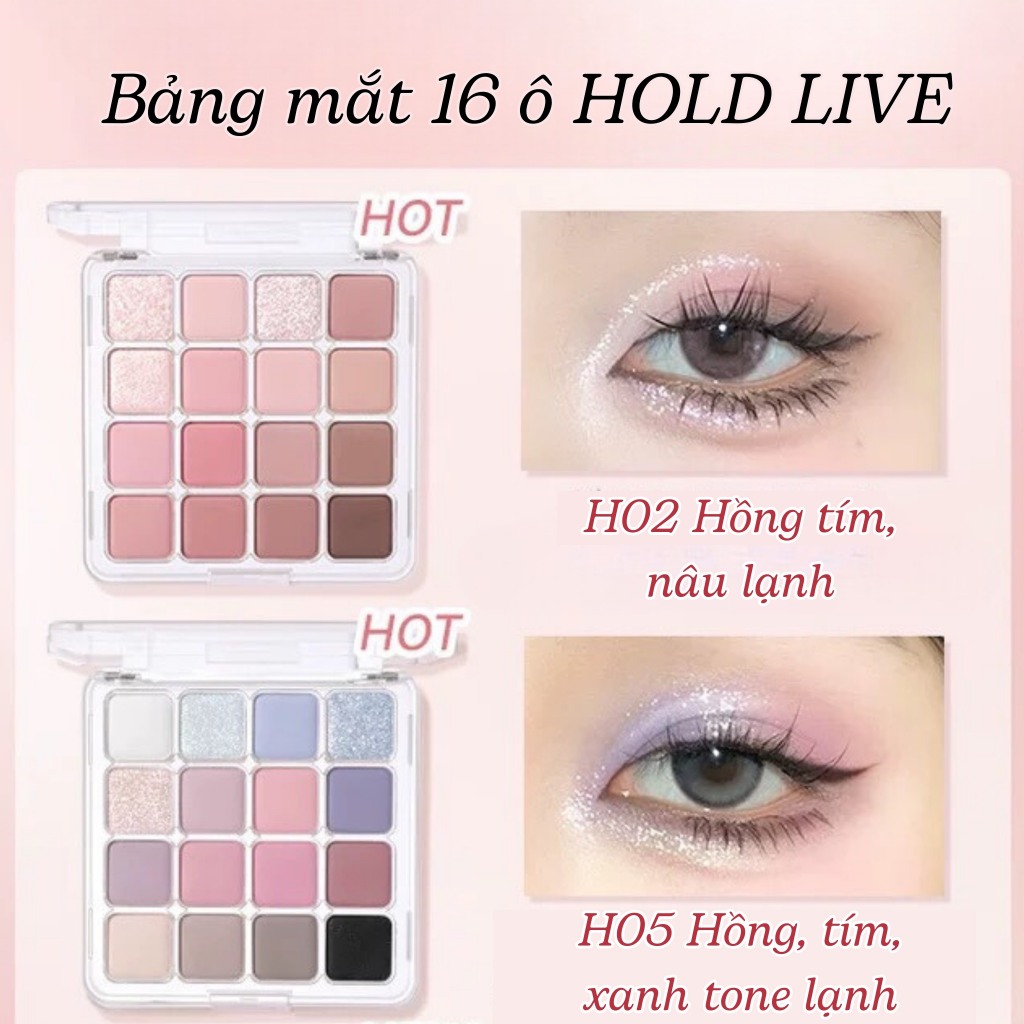 Bảng mắt 16 ô HOLD LIVE
HOT
H02 Hồng tím,
nâu lạnh
HOT
H05 Hồng, tím,
xanh tone lạnh